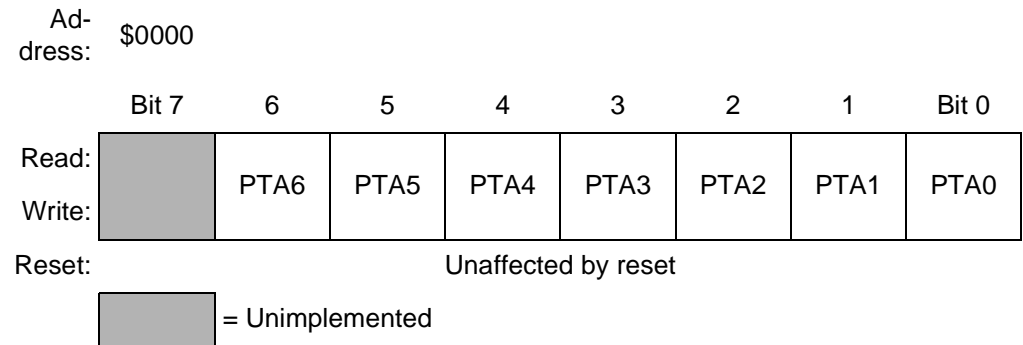 Ad-
dress: $0000
Bit 7 6 5 4 3 2 1 Bit 0
Read:
PTA6 PTA5 PTA4 PTA3 PTA2 PTA1 PTA0
Write:
Reset: Unaffected by reset
= Unimplemented